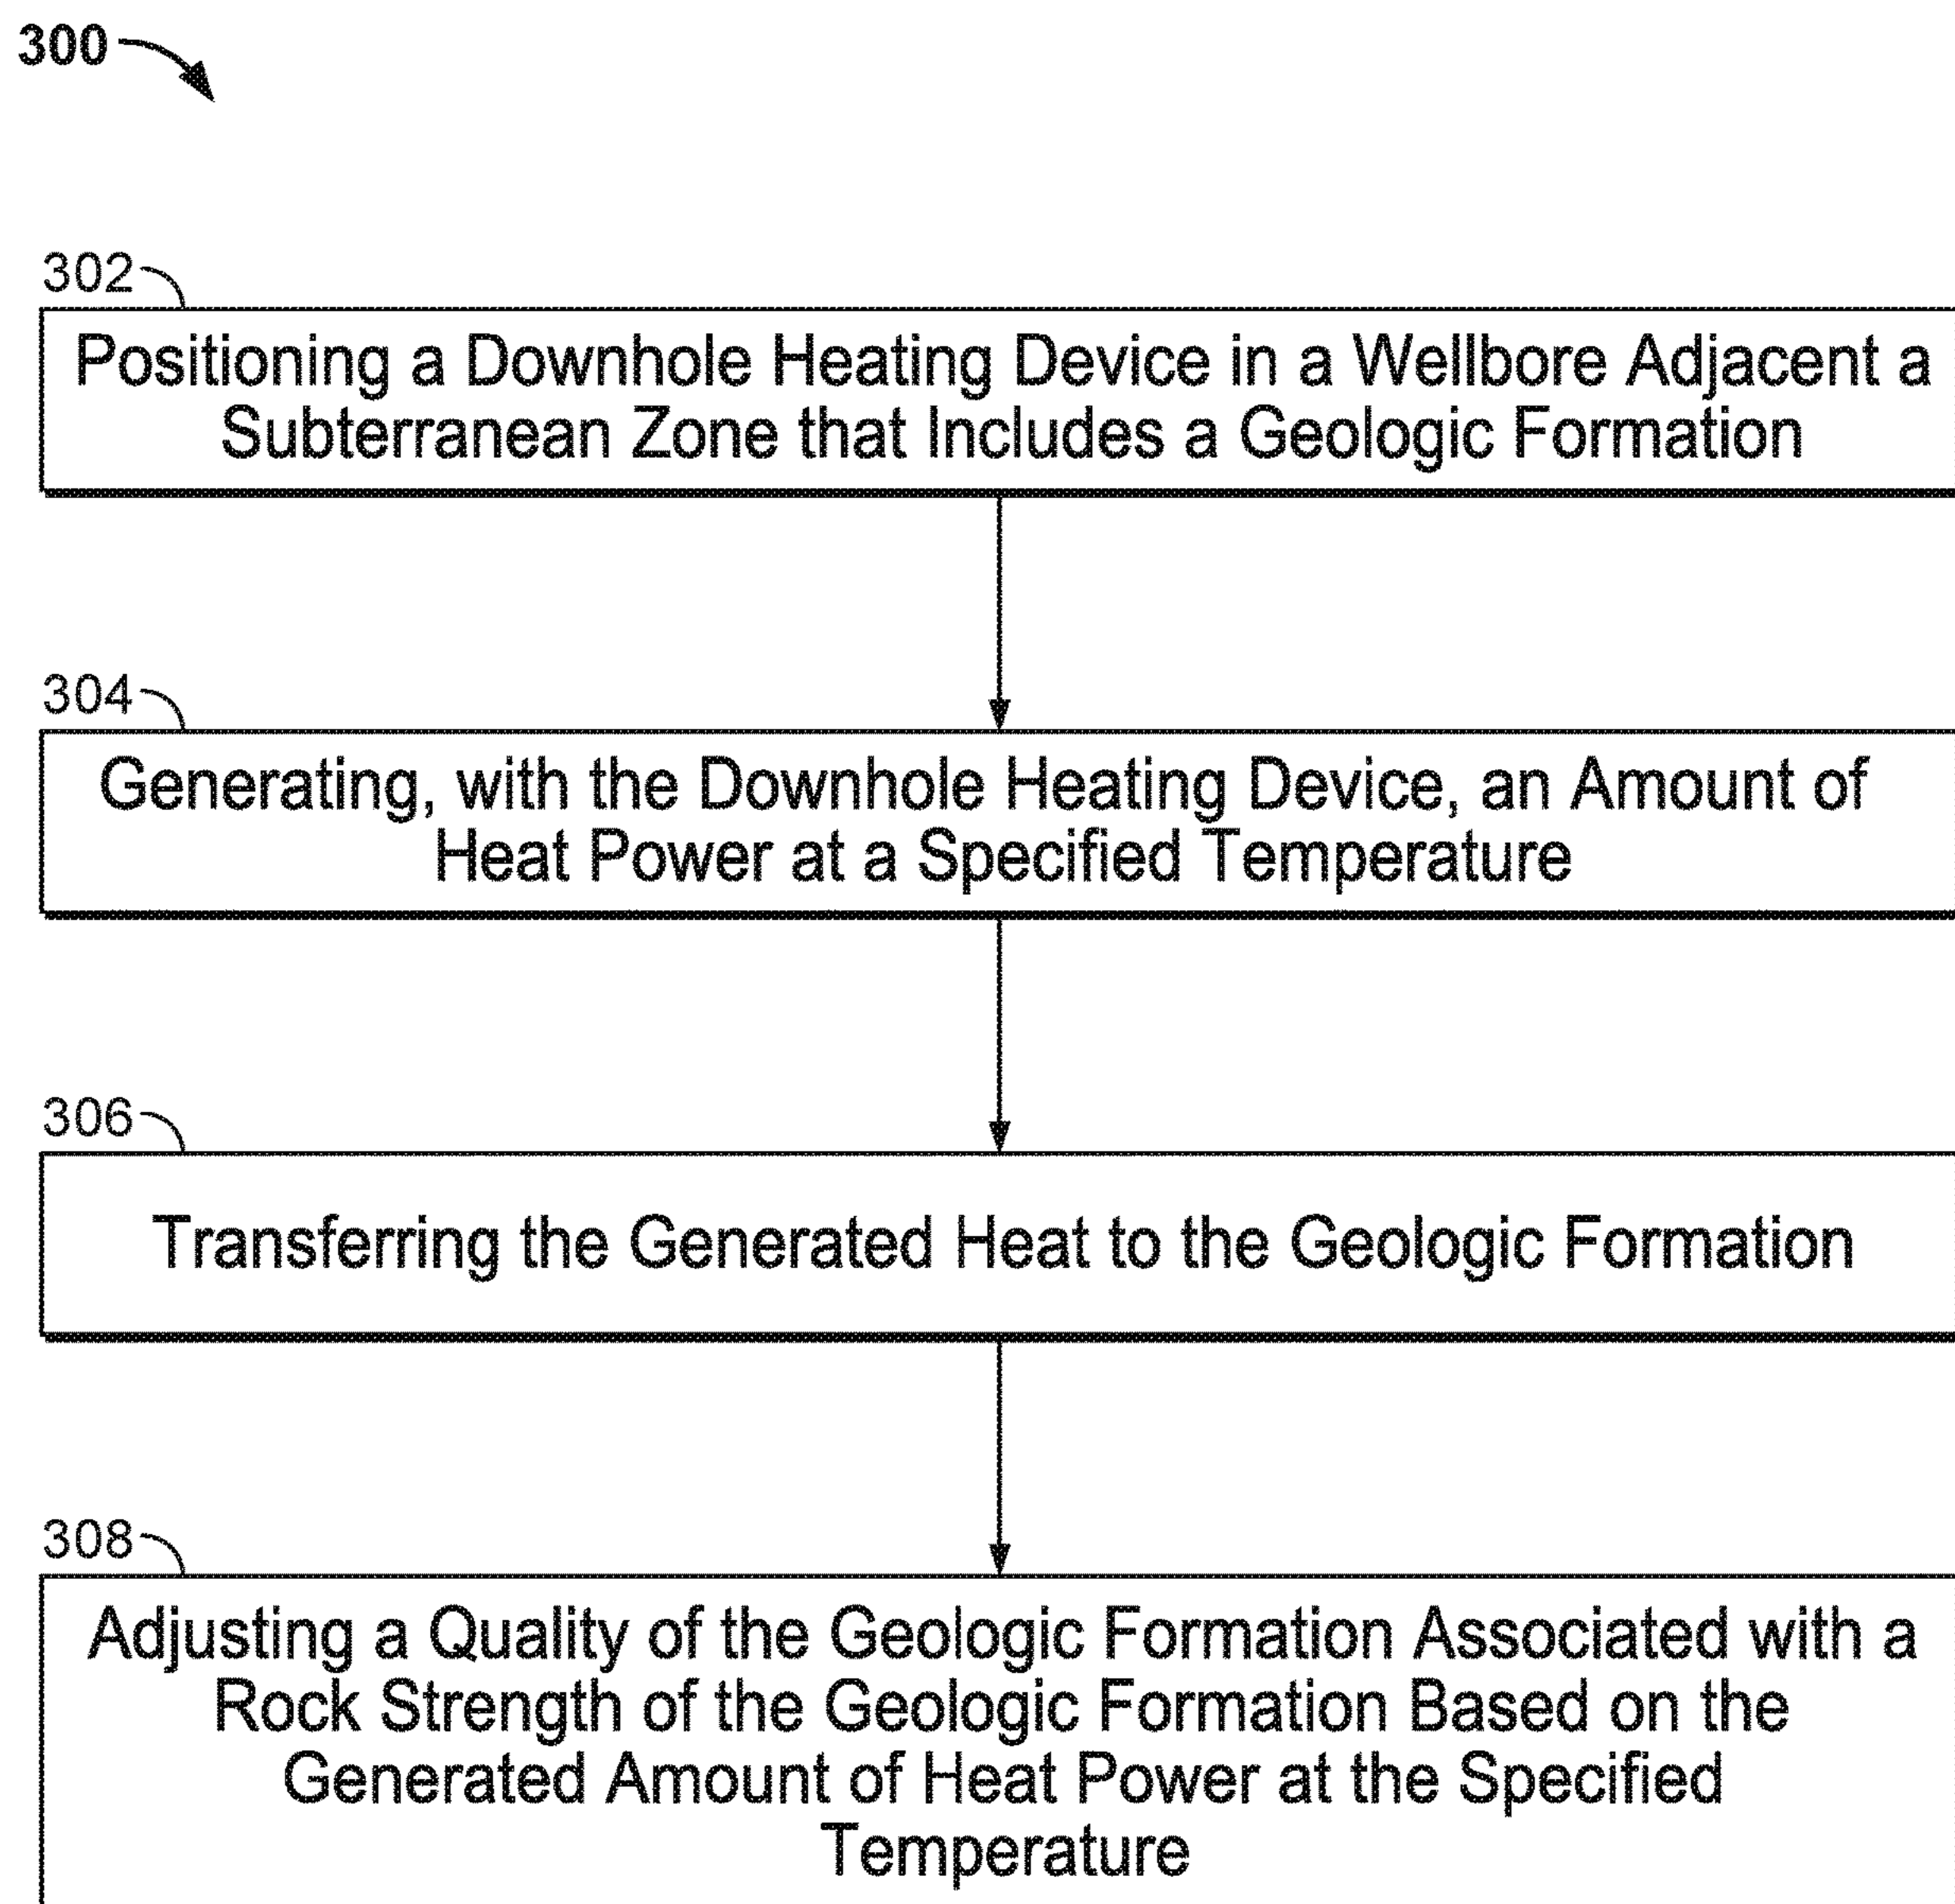 300
302
Positioning a Downhole Heating Device in a Wellbore Adjacent a
Subterranean Zone that Includes a Geologic Formation
304
Generating, with the Downhole Heating Device, an Amount of
Heat Power at a Specified Temperature
306
Transferring the Generated Heat to the Geologic Formation
308
Adjusting a Quality of the Geologic Formation Associated with a
Rock Strength of the Geologic Formation Based on the
Generated Amount of Heat Power at the Specified
Temperature